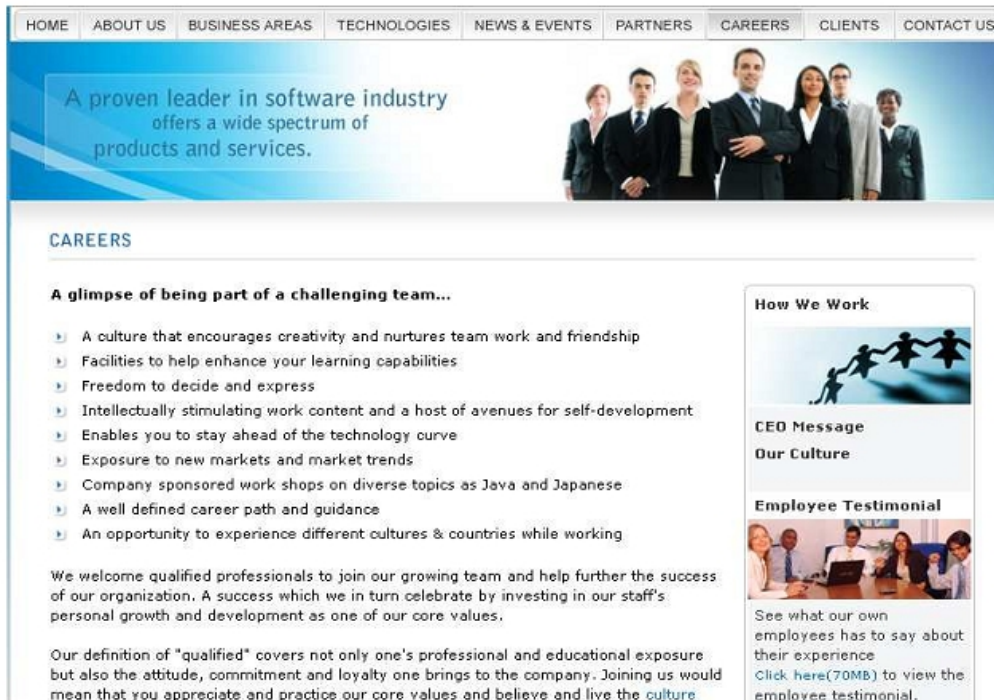 HOME ABOUT US BUSINESS AREAS TECHNOLOGIES NEWS & EVENTS PARTNERS CAREERS CLIENTS CONTACT US
A proven leader in software industry
offers a wide spectrum of
products and services.
CAREERS
A glimpse of being part of a challenging team...
A culture that encourages creativity and nurtures team work and friendship
Facilities to help enhance your learning capabilities
Freedom to decide and express
Intellectually stimulating work content and a host of avenues for self-development
Enables you to stay ahead of the technology curve
Exposure to new markets and market trends
Company sponsored work shops on diverse topics as Java and Japanese
A well defined career path and guidance
An opportunity to experience different cultures & countries while working
We welcome qualified professionals to join our growing team and help further the success
of our organization. A success which we in turn celebrate by investing in our staff's
personal growth and development as one of our core values.
Our definition of "qualified" covers not only one's professional and educational exposure
but also the attitude, commitment and loyalty one brings to the company. Joining us would
mean that you appreciate and practice our core values and believe and live the culture
How We Work
CEO Message
Our Culture
Employee Testimonial
See what our own
employees has to say about
their experience
Click here(70MB) to view the
employee testimonial.